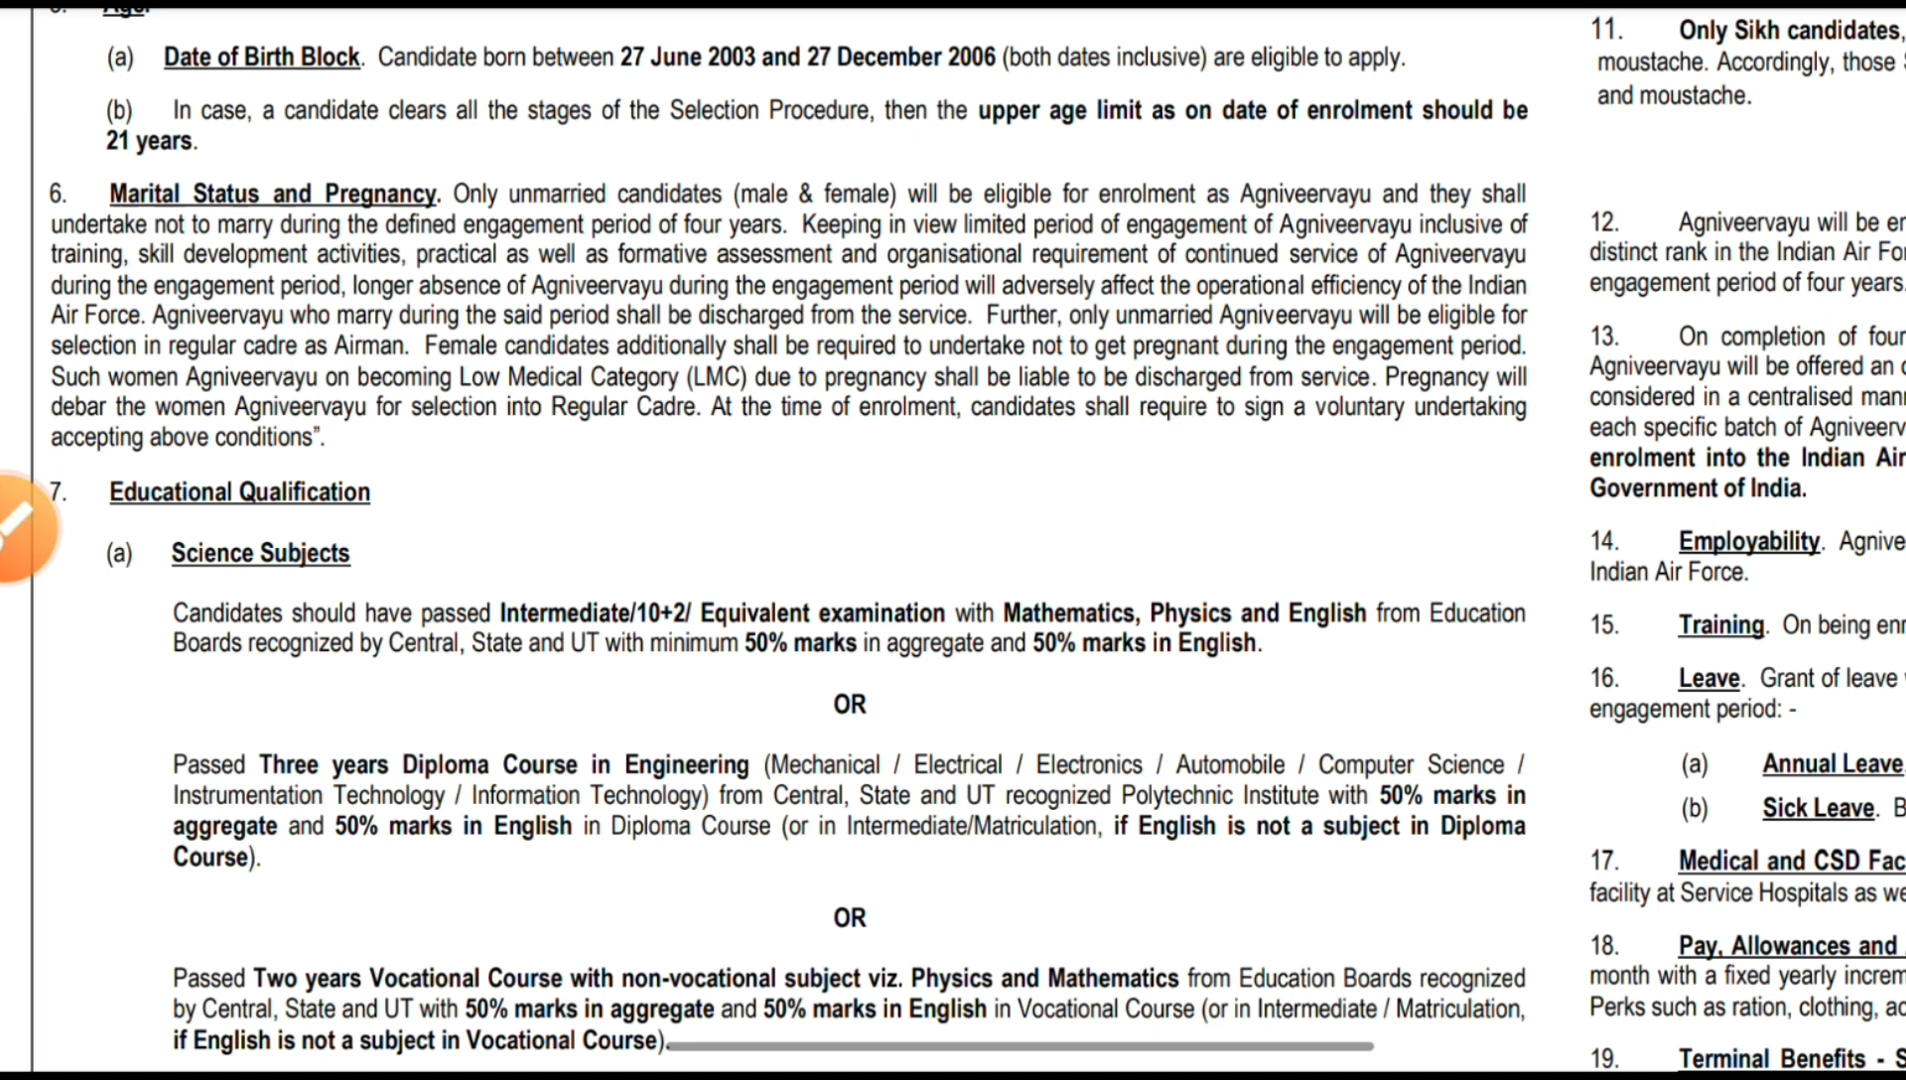 (a) Date of Birth Block. Candidate born between 27 June 2003 and 27 December 2006 (both dates inclusive) are eligible to apply.
(b) In case, a candidate clears all the stages of the Selection Procedure, then the upper age limit as on date of enrolment should be
21 years.
6. Marital Status and Pregnancy. Only unmarried candidates (male & female) will be eligible for enrolment as Agniveervayu and they shall
undertake not to marry during the defined engagement period of four years. Keeping in view limited period of engagement of Agniveervayu inclusive of
training, skill development activities, practical as well as formative assessment and organisational requirement of continued service of Agniveervayu
during the engagement period, longer absence of Agniveervayu during the engagement period will adversely affect the operational efficiency of the Indian
Air Force. Agniveervayu who marry during the said period shall be discharged from the service. Further, only unmarried Agniveervayu will be eligible for
selection in regular cadre as Airman. Female candidates additionally shall be required to undertake not to get pregnant during the engagement period.
Such women Agniveervayu on becoming Low Medical Category (LMC) due to pregnancy shall be liable to be discharged from service. Pregnancy will
debar the women Agniveervayu for selection into Regular Cadre. At the time of enrolment, candidates shall require to sign a voluntary undertaking
accepting above conditions”.
7. Educational Qualification
(a) Science Subjects
Candidates should have passed Intermediate/10+2/ Equivalent examination with Mathematics, Physics and English from Education
Boards recognized by Central, State and UT with minimum 50% marks in aggregate and 50% marks in English.
OR
Passed Three years Diploma Course in Engineering (Mechanical / Electrical / Electronics / Automobile / Computer Science /
Instrumentation Technology / Information Technology) from Central, State and UT recognized Polytechnic Institute with 50% marks in
aggregate and 50% marks in English in Diploma Course (or in Intermediate/Matriculation, if English is not a subject in Diploma
Course).
OR
Passed Two years Vocational Course with non-vocational subject viz. Physics and Mathematics from Education Boards recognized
by Central, State and UT with 50% marks in aggregate and 50% marks in English in Vocational Course (or in Intermediate / Matriculation,
if English is not a subject in Vocational Course).
11. Only Sikh candidates,
moustache. Accordingly, those
and moustache.
12. Agniveervayu will be
distinct rank in the Indian Air
engagement period of four years.
13. On completion of four
Agniveervayu will be offered an
considered in a centralised
each specific batch of
enrolment into the Indian Air
Government of India.
14. Employability.
Indian Air Force.
15. Training. On being
16. Leave. Grant of leave
engagement period: -
(a) Annual Leave
(b) Sick Leave.
17. Medical and CSD
facility at Service Hospitals as
18. Pay, Allowances and
month with a fixed yearly
Perks such as ration, clothing,
19. Terminal Benefits -